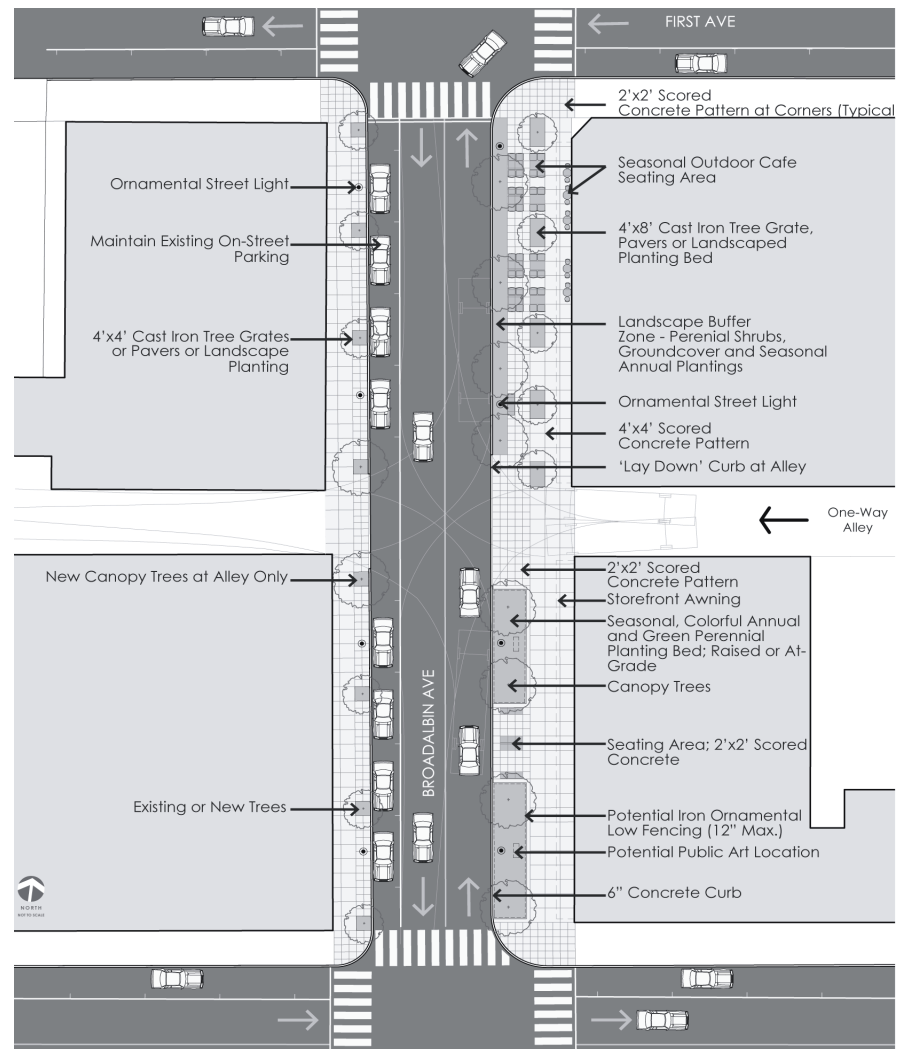 FIRST AVE
2'x2' Scored
Concrete Pattern at Corners (Typical
Ornamental Street Light
Seasonal Outdoor Cafe
Seating Area
Maintain Existing On-Street
Parking
4'x8' Cast Iron Tree Grate,
Pavers or Landscaped
Planting Bed
4'x4' Cast Iron Tree Grates
or Pavers or Landscape
Planting
Landscape Buffer
Zone - Perenial Shrubs,
Groundcover and Seasonal
Annual Plantings
Ornamental Street Light
4'x4' Scored
Concrete Pattern
'Lay Down' Curb at Alley
One-Way
Alley
New Canopy Trees at Alley Only
2'x2' Scored
Concrete Pattern
Storefront Awning
Seasonal, Colorful Annual
and Green Perennial
Planting Bed; Raised or At-
Grade
Canopy Trees
BROADALBIN AVE
Seating Area; 2'x2' Scored
Concrete
Existing or New Trees
Potential Iron Ornamental
Low Fencing (12" Max.)
Potential Public Art Location
6" Concrete Curb
NORTH
NOT TO SCALE